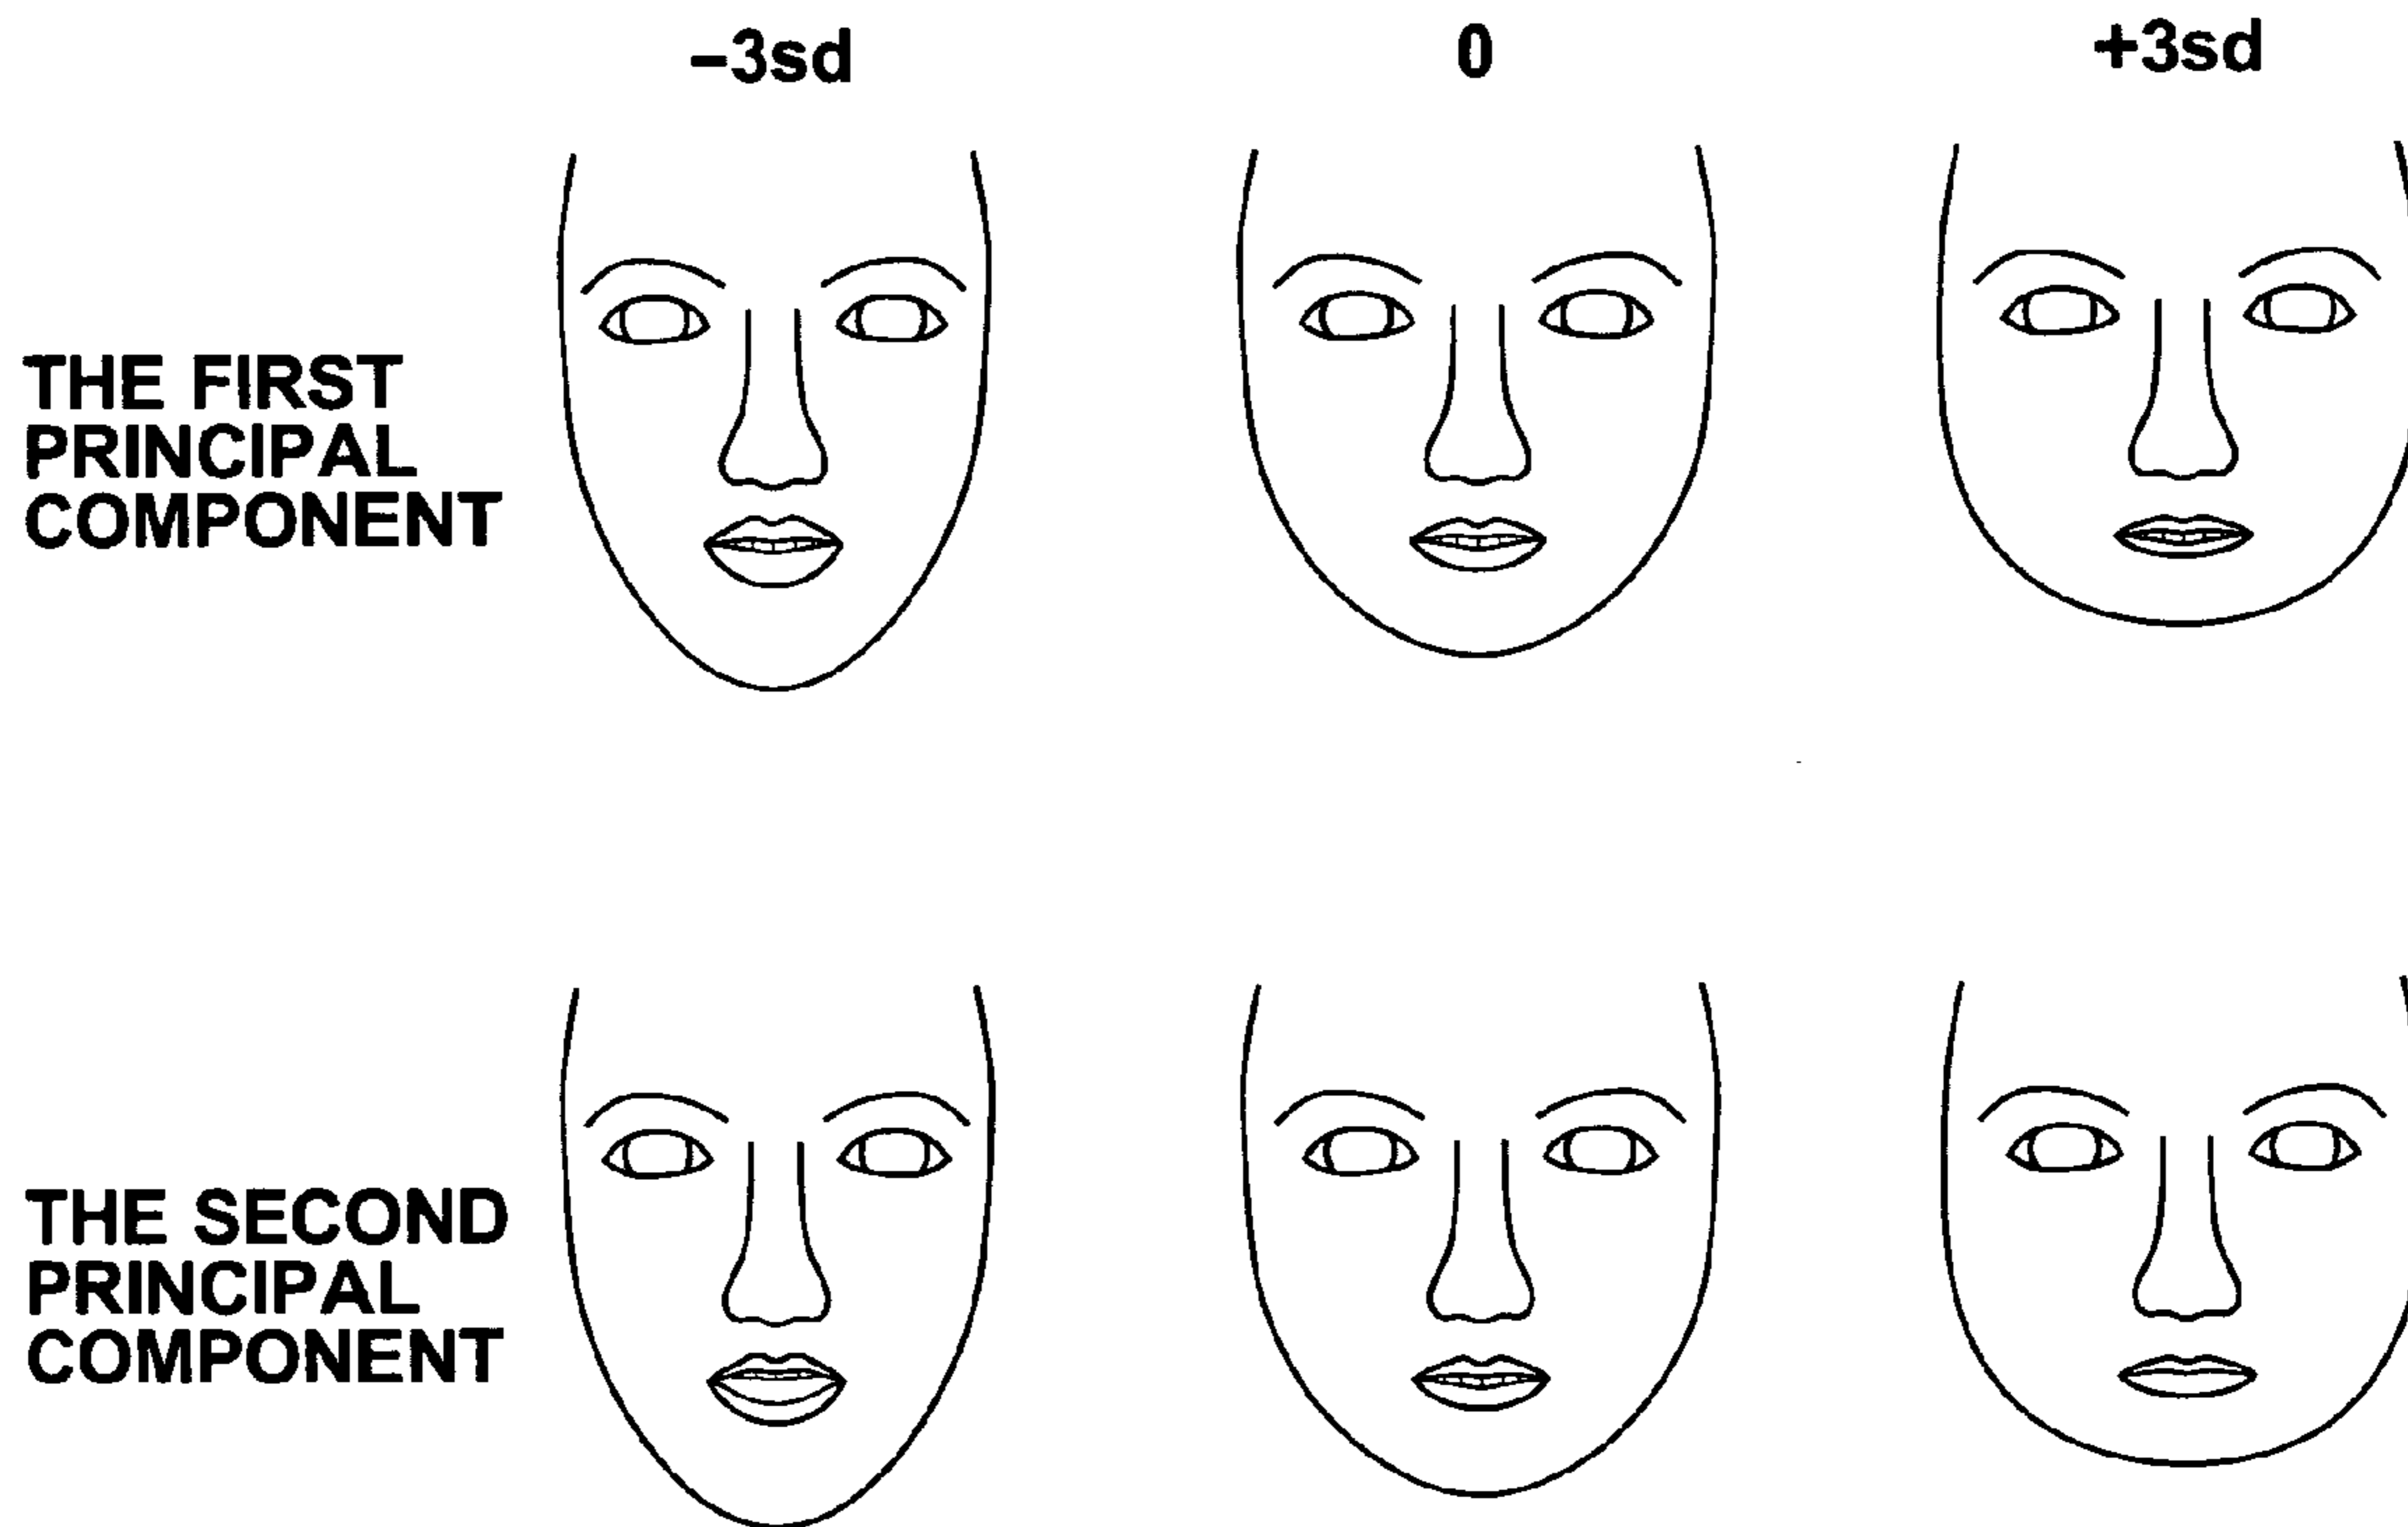 −3sd 0 +3sd
THE FIRST
PRINCIPAL
COMPONENT
THE SECOND
PRINCIPAL
COMPONENT